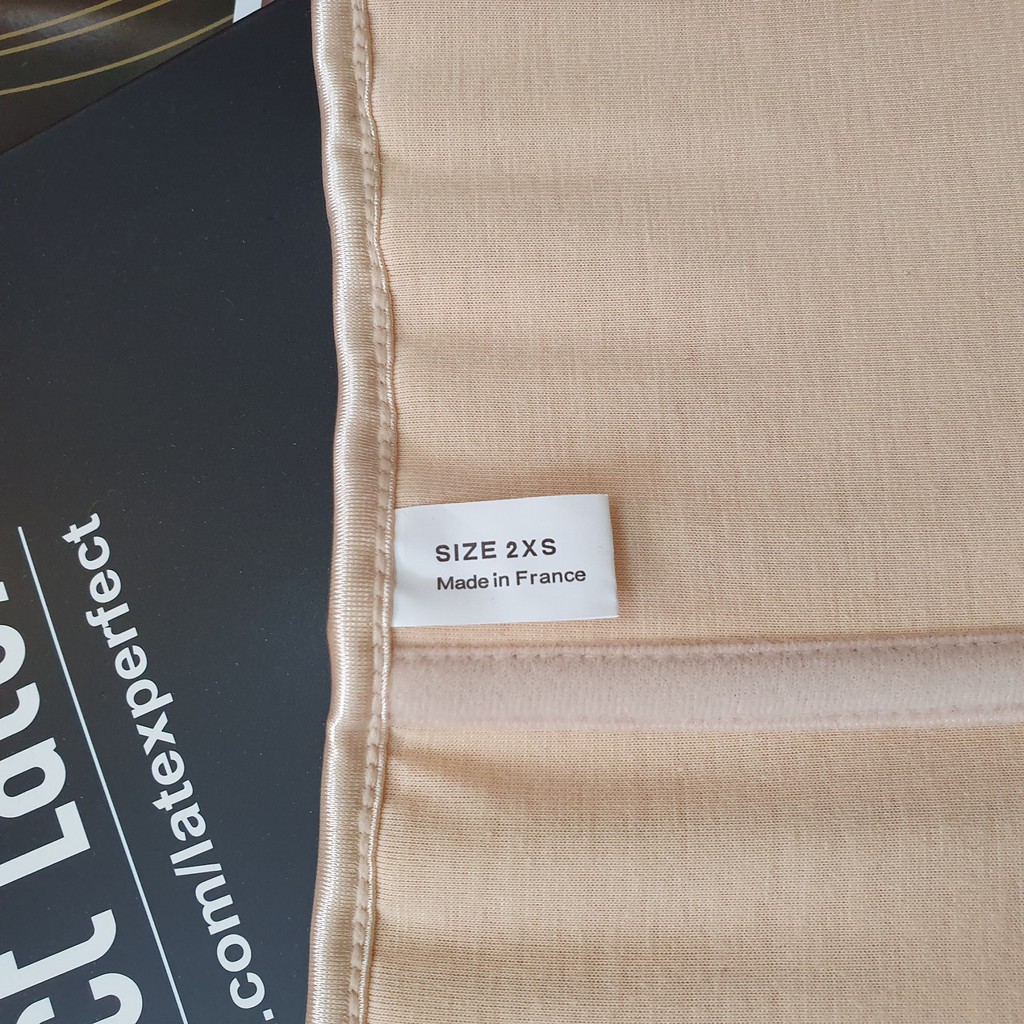 SIZE 2XS
Made in France
.com/latexperfect